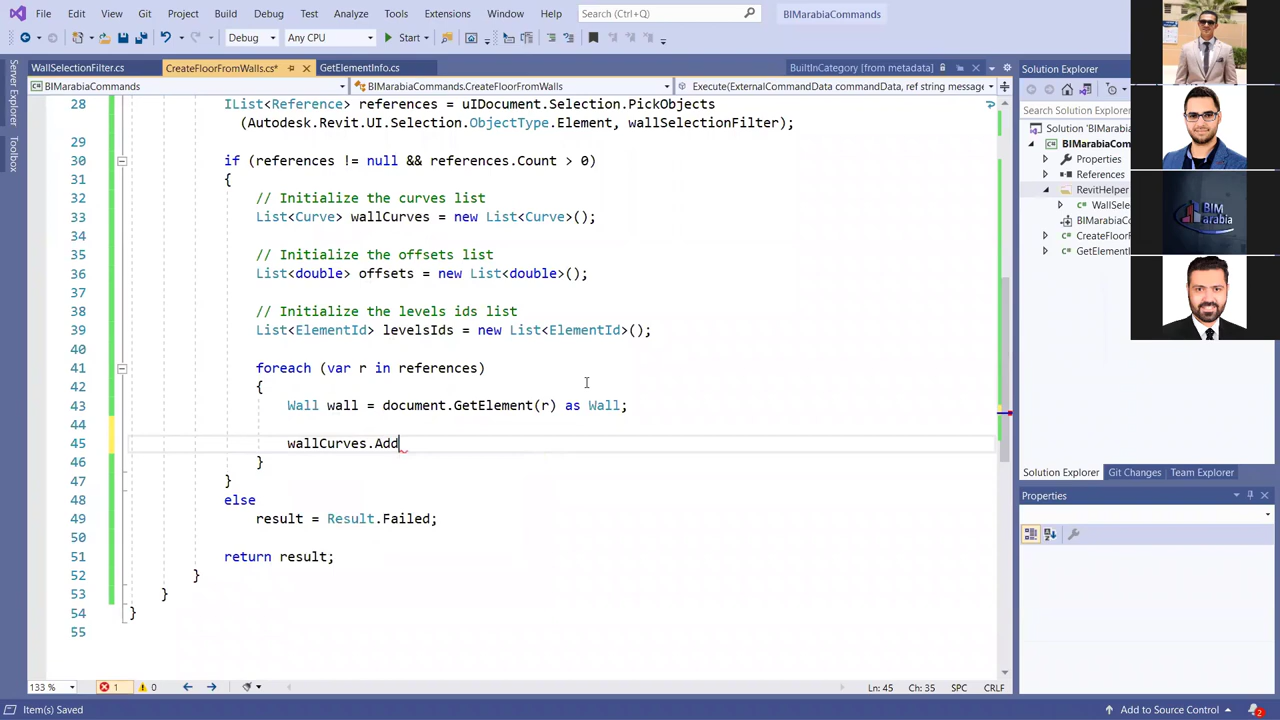 File Edit View Git Project Build Debug Test Analyze Tools Extensions Window Help Search (Ctrl+Q) BIMarabiaCommands
Debug Any CPU Start
WallSelectionFilter.cs CreateFloorFromWalls.cs* GetElementInfo.cs BuiltInCategory [from metadata]
BIMarabiaCommands BIMarabiaCommands.CreateFloorFromWalls Execute(ExternalCommandData commandData, ref string messag
Server Explorer
Toolbox
28 IList<Reference> references = uIDocument.Selection.PickObjects
(Autodesk.Revit.UI.Selection.ObjectType.Element, wallSelectionFilter);
29
30 if (references != null && references.Count > 0)
31 {
32 // Initialize the curves list
33 List<Curve> wallCurves = new List<Curve>();
34
35 // Initialize the offsets list
36 List<double> offsets = new List<double>();
37
38 // Initialize the levels ids list
39 List<ElementId> levelsIds = new List<ElementId>();
40
41 foreach (var r in references)
42 {
43 Wall wall = document.GetElement(r) as Wall;
44
45 wallCurves.Add
46 }
47 }
48 else
49 result = Result.Failed;
50
51 return result;
52 }
53 }
54 }
55
133 % 1 0 Ln: 45 Ch: 35 SPC CRLF
Item(s) Saved Add to Source Control 2
Solution Explorer
Search Solution Explorer
Solution 'BIMarabia
BIMarabiaCom
Properties
References
RevitHelper
WallSele
BIMarabiaCo
CreateFloorF
GetElementI
BIM
arabia
Solution Explorer Git Changes Team Explorer
Properties